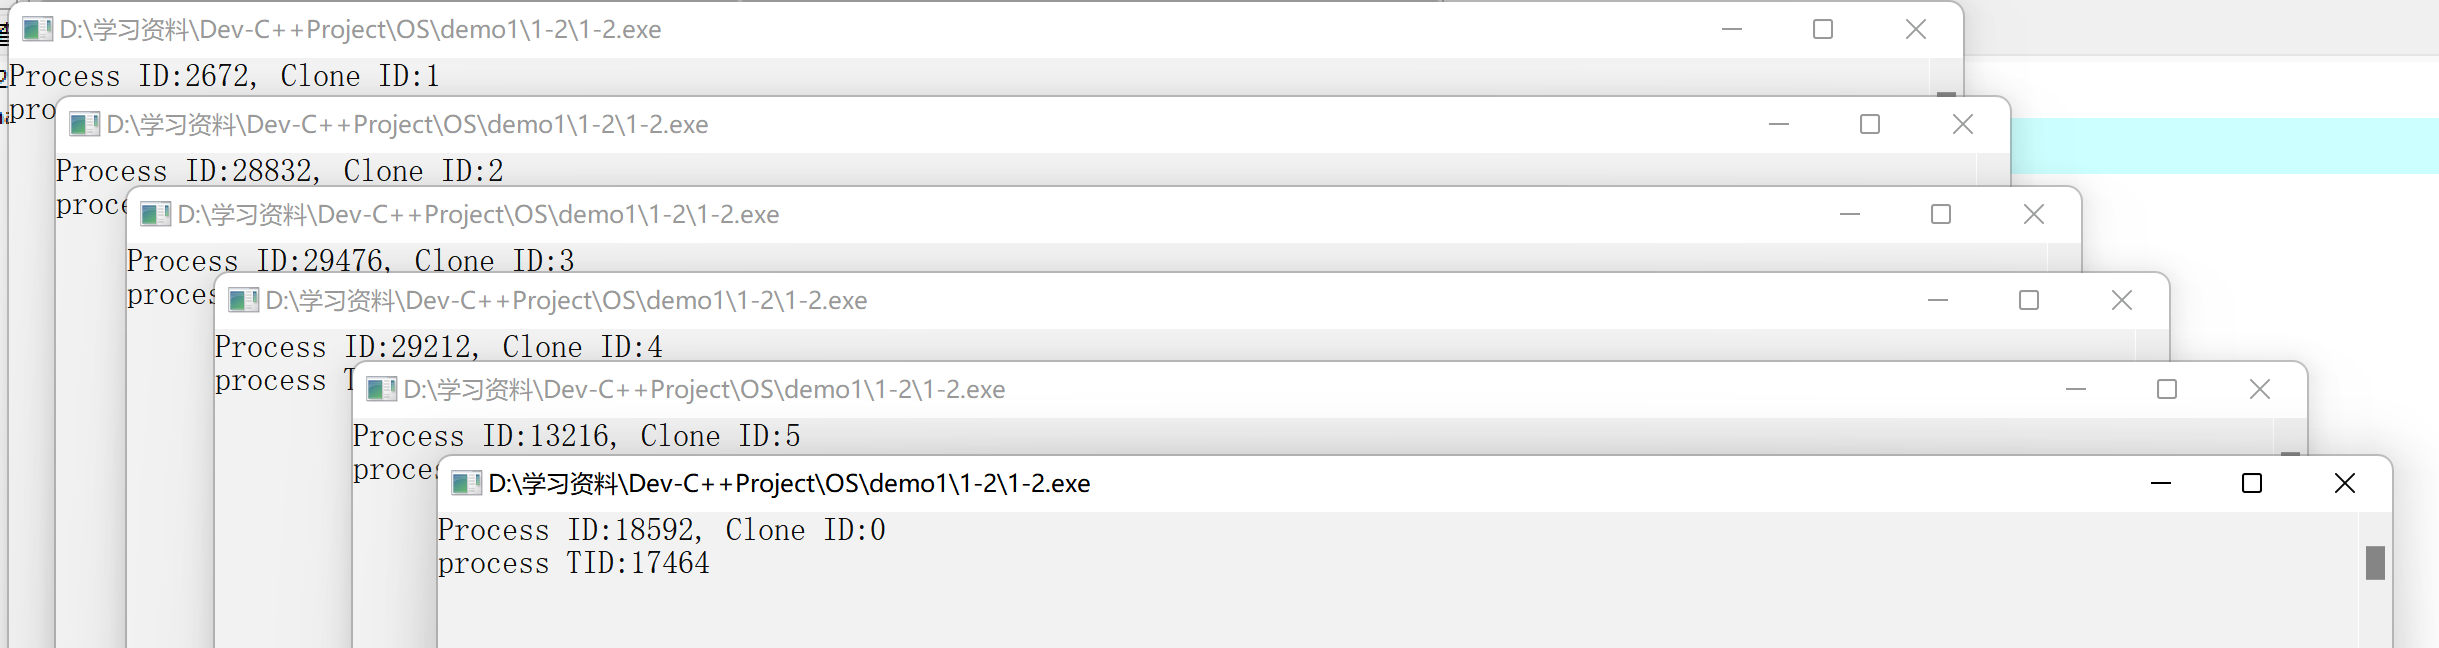 D:\学习资料\Dev-C++Project\OS\demo1\1-2\1-2.exe
Process ID:2672, Clone ID:1
pro
D:\学习资料\Dev-C++Project\OS\demo1\1-2\1-2.exe
Process ID:28832, Clone ID:2
proce
D:\学习资料\Dev-C++Project\OS\demo1\1-2\1-2.exe
Process ID:29476, Clone ID:3
proces
D:\学习资料\Dev-C++Project\OS\demo1\1-2\1-2.exe
Process ID:29212, Clone ID:4
process T
D:\学习资料\Dev-C++Project\OS\demo1\1-2\1-2.exe
Process ID:13216, Clone ID:5
proces
D:\学习资料\Dev-C++Project\OS\demo1\1-2\1-2.exe
Process ID:18592, Clone ID:0
process TID:17464